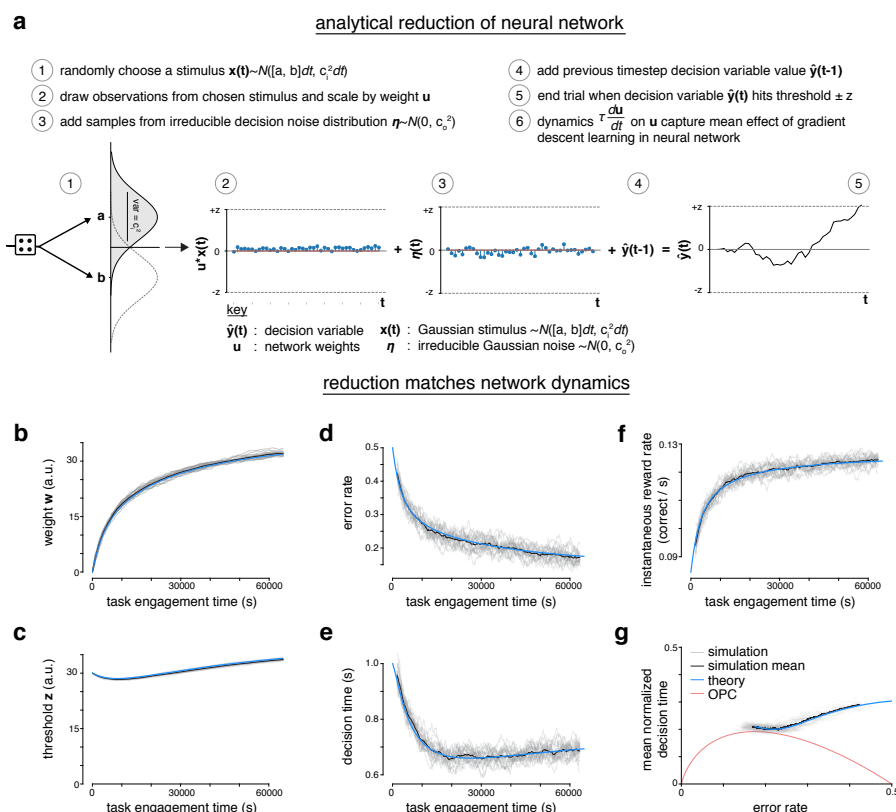 a
analytical reduction of neural network
1 randomly choose a stimulus x(t)~N([a, b]dt, c_i^2dt)
2 draw observations from chosen stimulus and scale by weight u
3 add samples from irreducible decision noise distribution η~N(0, c_o^2)
4 add previous timestep decision variable value ŷ(t-1)
5 end trial when decision variable ŷ(t) hits threshold ± z
6 dynamics τ du/dt on u capture mean effect of gradient
descent learning in neural network
1
2
3
4
5
a
b
var = c_i^2
+z
0
-z
u*x(t)
t
+
+z
0
-z
η(t)
t
+ ŷ(t-1) =
+z
0
-z
ŷ(t)
t
key
ŷ(t) : decision variable
x(t) : Gaussian stimulus ~N([a, b]dt, c_i^2dt)
u : network weights
η : irreducible Gaussian noise ~N(0, c_o^2)
reduction matches network dynamics
b
weight w (a.u.)
30
15
0
0 30000 60000
task engagement time (s)
d
error rate
0.5
0.4
0.3
0.2
0 30000 60000
task engagement time (s)
f
instantaneous reward rate
(correct / s)
0.13
0.09
0 30000 60000
task engagement time (s)
c
threshold z (a.u.)
30
15
0
0 30000 60000
task engagement time (s)
e
decision time (s)
1.0
0.8
0.6
0 30000 60000
task engagement time (s)
g
mean normalized
decision time
0.5
0
simulation
simulation mean
theory
OPC
0
error rate